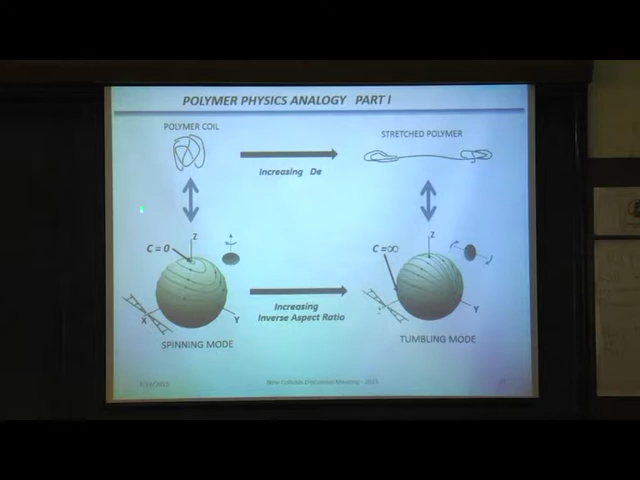 POLYMER PHYSICS ANALOGY PART I
POLYMER COIL
STRETCHED POLYMER
Increasing De
Z
C = 0
X
Y
Z
C = ∞
Y
Increasing
Inverse Aspect Ratio
SPINNING MODE
TUMBLING MODE